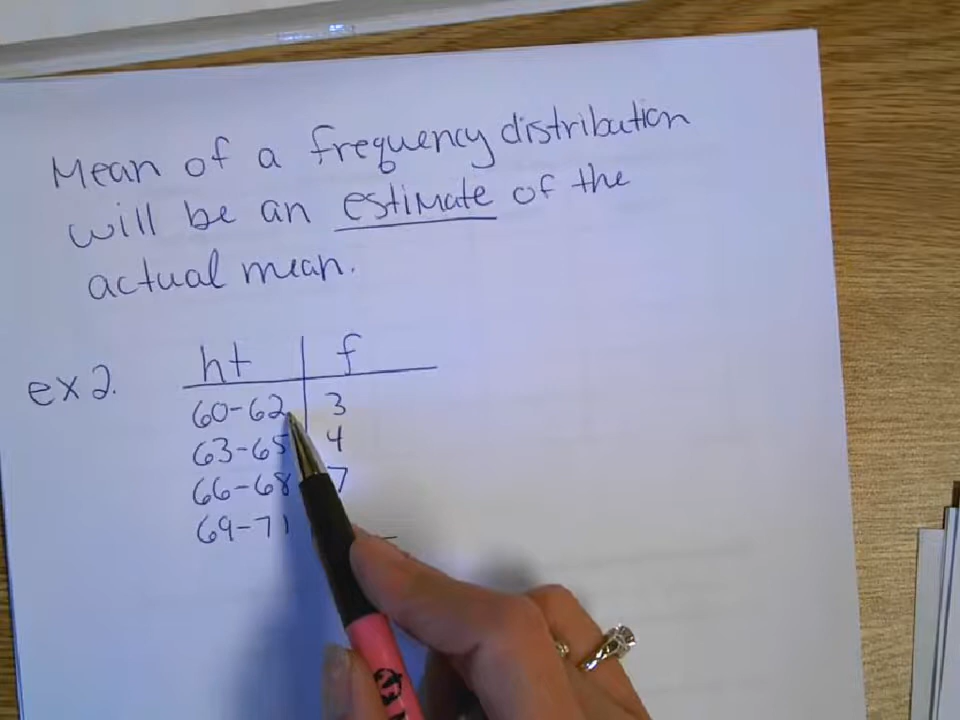 Mean of a frequency distribution
will be an estimate of the
actual mean.
ex 2. ht f
60-62 3
63-65 4
66-68 7
69-71